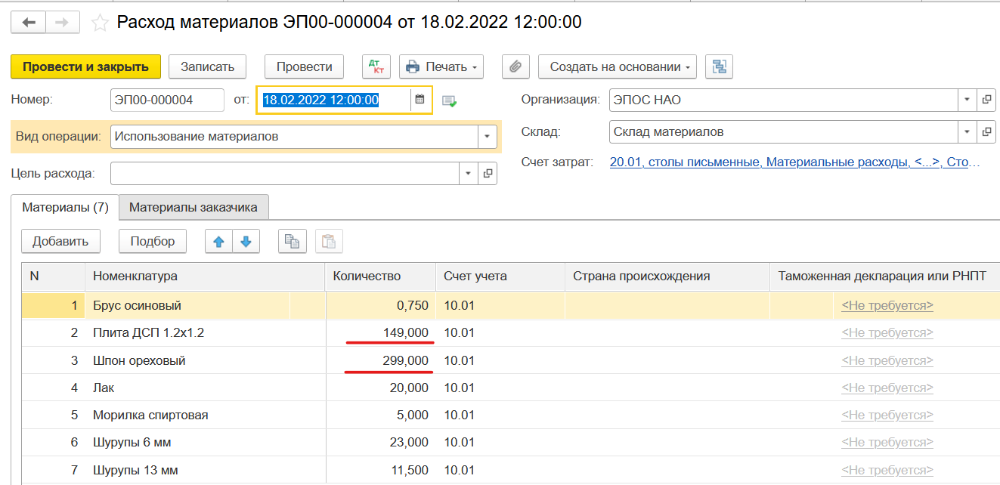 Расход материалов ЭП00-000004 от 18.02.2022 12:00:00
Провести и закрыть Записать Провести Дт Кт Печать Создать на основании
Номер: ЭП00-000004 от: 18.02.2022 12:00:00 Организация: ЭПОС НАО
Вид операции: Использование материалов Склад: Склад материалов
Счет затрат: 20.01, столы письменные, Материальные расходы, <...>, Сто...
Цель расхода:
Материалы (7) Материалы заказчика
Добавить Подбор
N Номенклатура Количество Счет учета Страна происхождения Таможенная декларация или РНПТ
1 Брус осиновый 0,750 10.01 <Не требуется>
2 Плита ДСП 1.2х1.2 149,000 10.01 <Не требуется>
3 Шпон ореховый 299,000 10.01 <Не требуется>
4 Лак 20,000 10.01 <Не требуется>
5 Морилка спиртовая 5,000 10.01 <Не требуется>
6 Шурупы 6 мм 23,000 10.01 <Не требуется>
7 Шурупы 13 мм 11,500 10.01 <Не требуется>